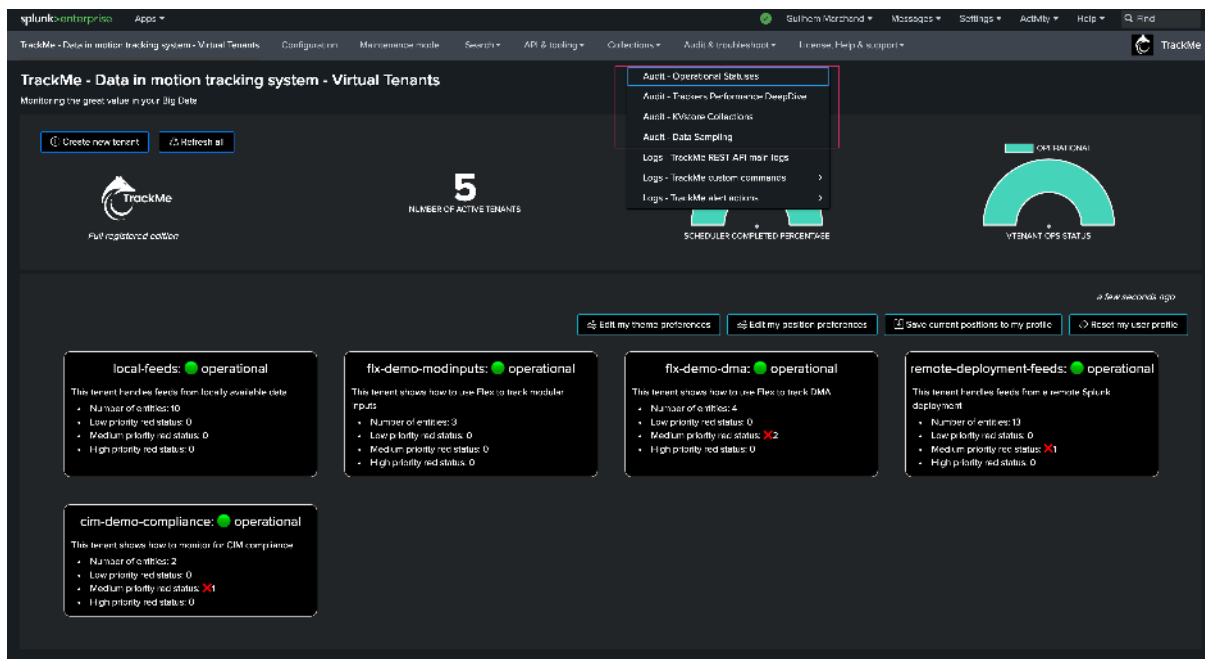 splunk>enterprise Apps
Guilhem Marchand Messages Settings Activity Help Find
TrackMe - Data in motion tracking system - Virtual Tenants Configuration Maintenance mode Search API & tooling Collections Audit & troubleshoot License, Help & support TrackMe
TrackMe - Data in motion tracking system - Virtual Tenants
Monitoring the great value in your Big Data
Audit - Operational Statuses
Audit - Trackers Performance DeepDive
Audit - KVstore Collections
Audit - Data Sampling
Logs - TrackMe REST API main logs
Logs - TrackMe custom commands
Logs - TrackMe alert actions
Create new tenant Refresh all
TrackMe
Full registered edition
5
NUMBER OF ACTIVE TENANTS
SCHEDULER COMPLETED PERCENTAGE
OPERATIONAL
VTENANT OPS STATUS
a few seconds ago
Edit my theme preferences Edit my position preferences Save current positions to my profile Reset my user profile
local-feeds: operational
This tenant handles feeds from locally available data
Number of entities: 10
Low priority red status: 0
Medium priority red status: 0
High priority red status: 0
flx-demo-modinputs: operational
This tenant shows how to use Flex to track modular
inputs
Number of entities: 3
Low priority red status: 0
Medium priority red status: 0
High priority red status: 0
flx-demo-dma: operational
This tenant shows how to use Flex to track DMA
Number of entities: 4
Low priority red status: 0
Medium priority red status: ❌2
High priority red status: 0
remote-deployment-feeds: operational
This tenant handles feeds from a remote Splunk
deployment
Number of entities: 13
Low priority red status: 0
Medium priority red status: ❌1
High priority red status: 0
cim-demo-compliance: operational
This tenant shows how to monitor for CIM compliance
Number of entities: 2
Low priority red status: 0
Medium priority red status: ❌1
High priority red status: 0